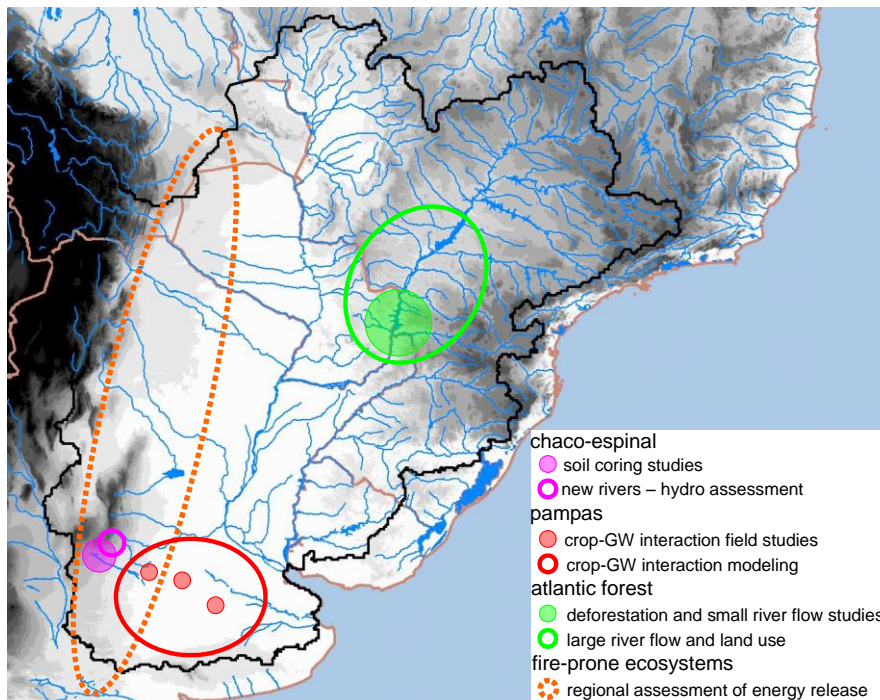 chaco-espinal
soil coring studies
new rivers – hydro assessment
pampas
crop-GW interaction field studies
crop-GW interaction modeling
atlantic forest
deforestation and small river flow studies
large river flow and land use
fire-prone ecosystems
regional assessment of energy release